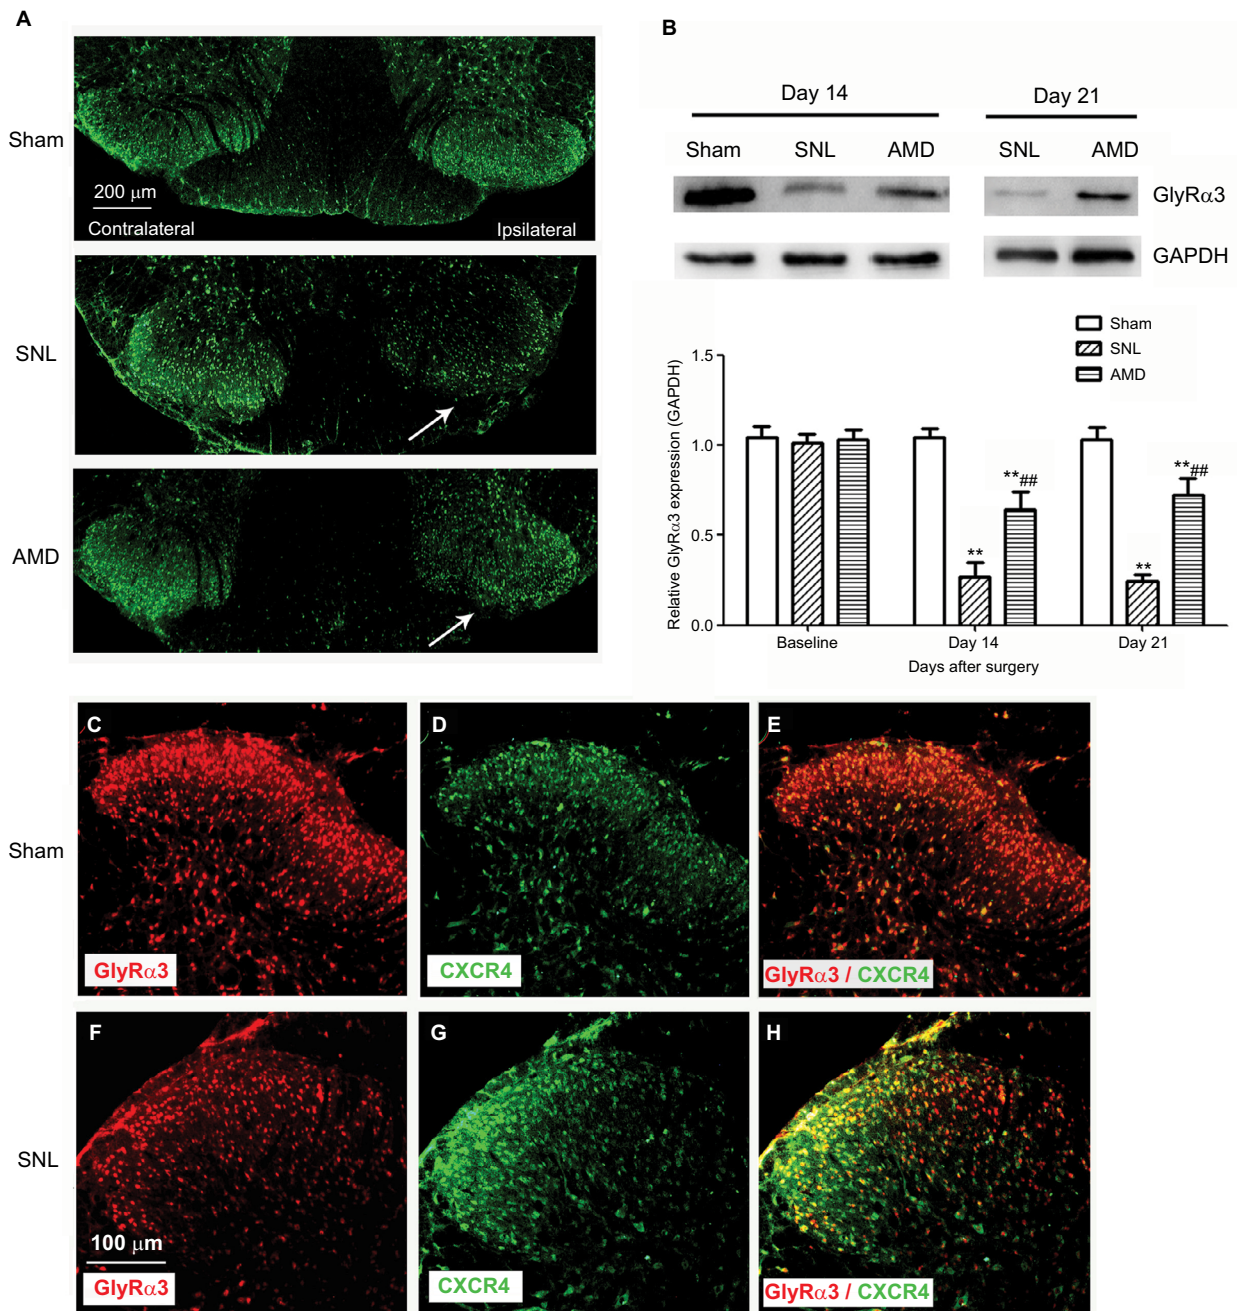 A
Sham
200 μm
Contralateral
Ipsilateral
SNL
AMD
B
Day 14
Day 21
Sham
SNL
AMD
SNL
AMD
GlyRα3
GAPDH
Sham
SNL
AMD
Relative GlyRα3 expression (GAPDH)
1.5
1.0
0.5
0.0
**
**##
**
**##
Baseline
Day 14
Day 21
Days after surgery
Sham
C
GlyRα3
D
CXCR4
E
GlyRα3 / CXCR4
SNL
F
100 μm
GlyRα3
G
CXCR4
H
GlyRα3 / CXCR4